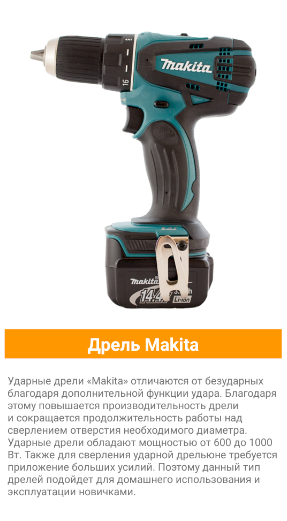 16
Makita
Makita
14.4
Li-ion
Дрель Makita
Ударные дрели «Makita» отличаются от безударных
благодаря дополнительной функции удара. Благодаря
этому повышается производительность дрели
и сокращается продолжительность работы над
сверлением отверстия необходимого диаметра.
Ударные дрели обладают мощностью от 600 до 1000
Вт. Также для сверления ударной дрельюне требуется
приложение больших усилий. Поэтому данный тип
дрелей подойдет для домашнего использования и
эксплуатации новичками.